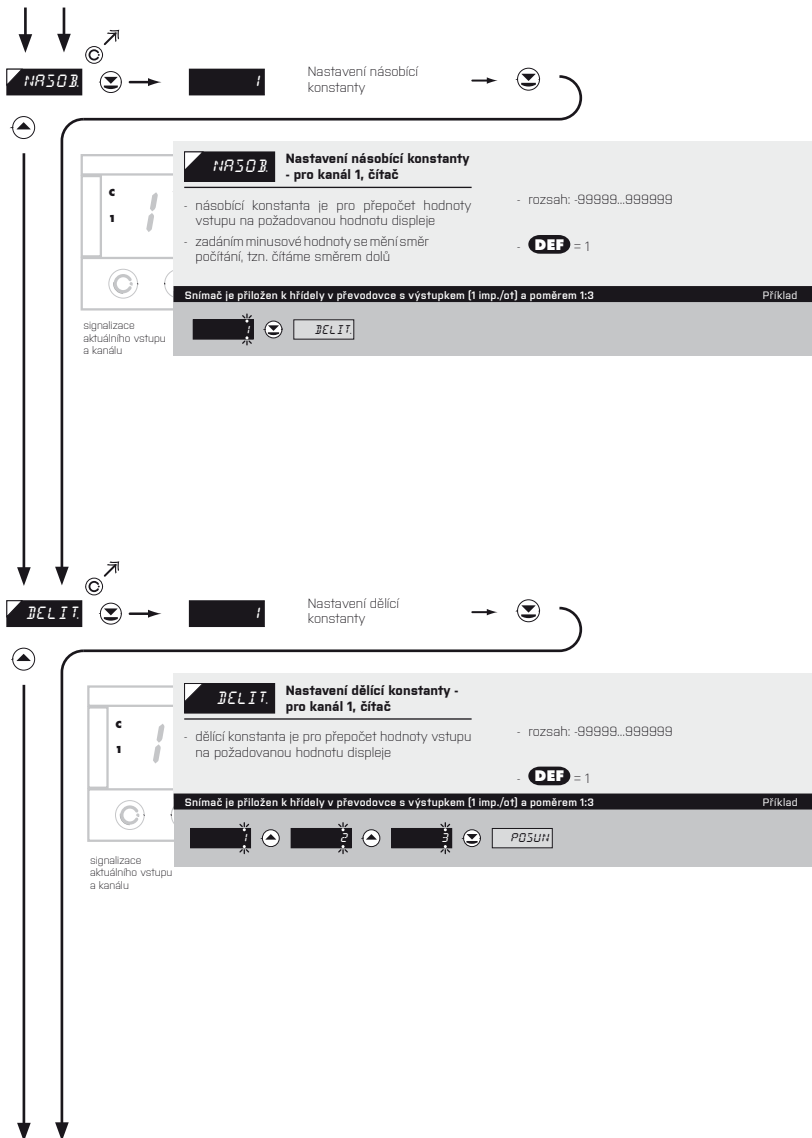 NASOB.
1
Nastavení násobící
konstanty
C
1
1
signalizace
aktuálního vstupu
a kanálu
NASOB.
Nastavení násobící konstanty
- pro kanál 1, čítač
- násobící konstanta je pro přepočet hodnoty
vstupu na požadovanou hodnotu displeje
- zadáním minusové hodnoty se mění směr
počítání, tzn. čítáme směrem dolů
- rozsah: -99999...999999
- DEF = 1
Snímač je přiložen k hřídely v převodovce s výstupkem (1 imp./ot) a poměrem 1:3
Příklad
1
DELIT.
DELIT.
1
Nastavení dělící
konstanty
C
1
1
signalizace
aktuálního vstupu
a kanálu
DELIT.
Nastavení dělící konstanty -
pro kanál 1, čítač
- dělící konstanta je pro přepočet hodnoty vstupu
na požadovanou hodnotu displeje
- rozsah: -99999...999999
- DEF = 1
Snímač je přiložen k hřídely v převodovce s výstupkem (1 imp./ot) a poměrem 1:3
Příklad
1 2 3 POSUN